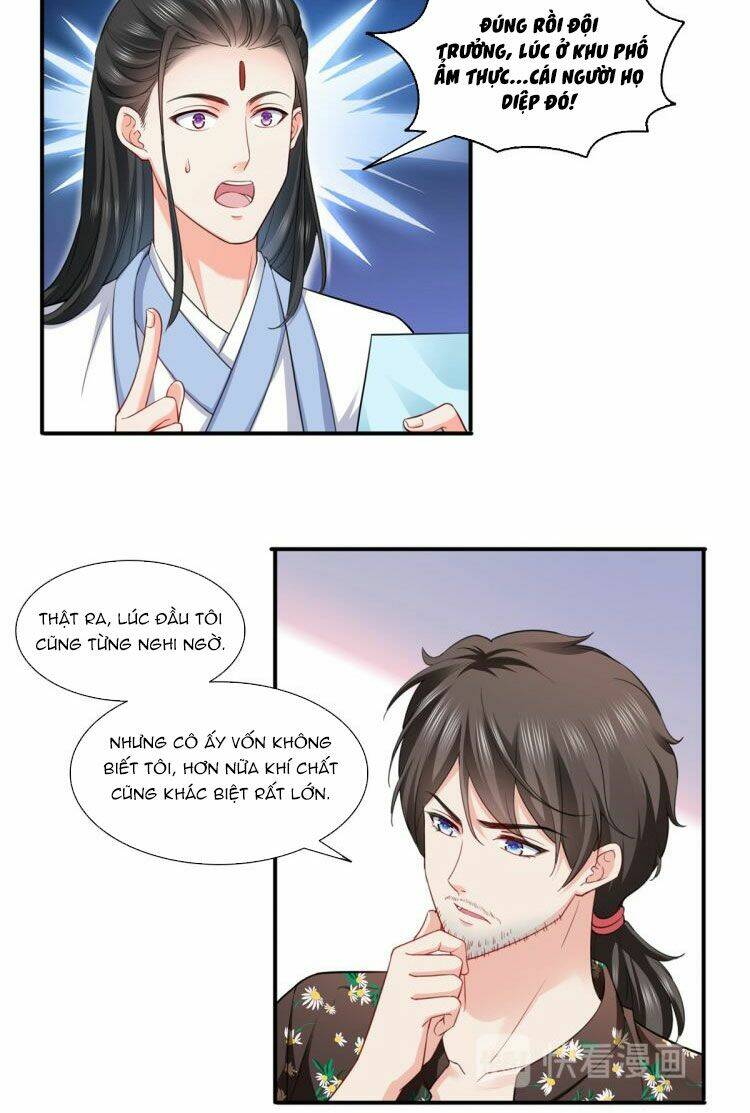 ĐÚNG RỒI ĐỘI
TRƯỞNG, LÚC Ở KHU PHỐ
ẨM THỰC...CÁI NGƯỜI HỌ
DIỆP ĐÓ!
THẬT RA, LÚC ĐẦU TÔI
CŨNG TỪNG NGHI NGỜ.
NHƯNG CÔ ẤY VỐN KHÔNG
BIẾT TÔI, HƠN NỮA KHÍ CHẤT
CŨNG KHÁC BIỆT RẤT LỚN.
快看漫画